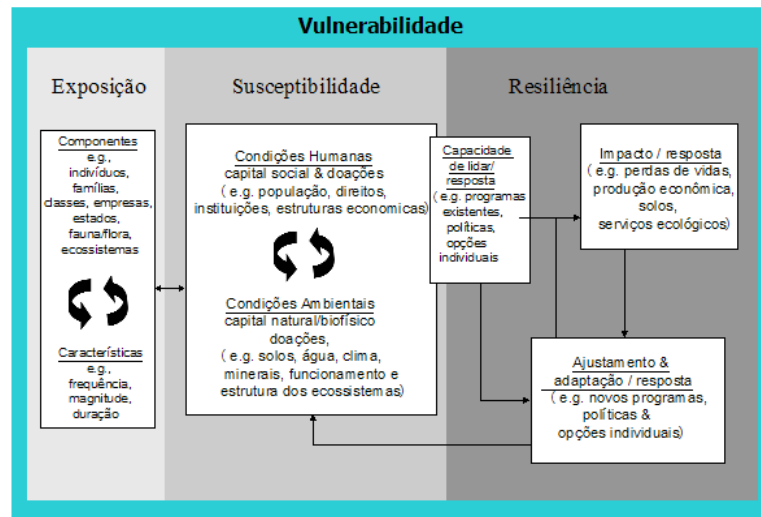 Vulnerabilidade
Exposição
Susceptibilidade
Resiliência
Componentes
e.g.,
indivíduos,
famílias,
classes, empresas,
estados,
fauna/flora,
ecossistemas
Características
e.g.,
frequência,
magnitude,
duração
Condições Humanas
capital social & doações
( e.g. população, direitos,
instituições, estruturas economicas)
Condições Ambientais
capital natural/biofísico
doações,
( e.g. solos, água, clima,
minerais, funcionamento e
estrutura dos ecossistemas)
Capacidade
de lidar/
resposta
( e.g. programas
existentes,
políticas,
opções
individuais
Impacto / resposta
( e.g. perdas de vidas,
produção econômica,
solos,
serviços ecológicos)
Ajustamento &
adaptação / resposta
( e.g. novos programas,
políticas &
opções individuais)